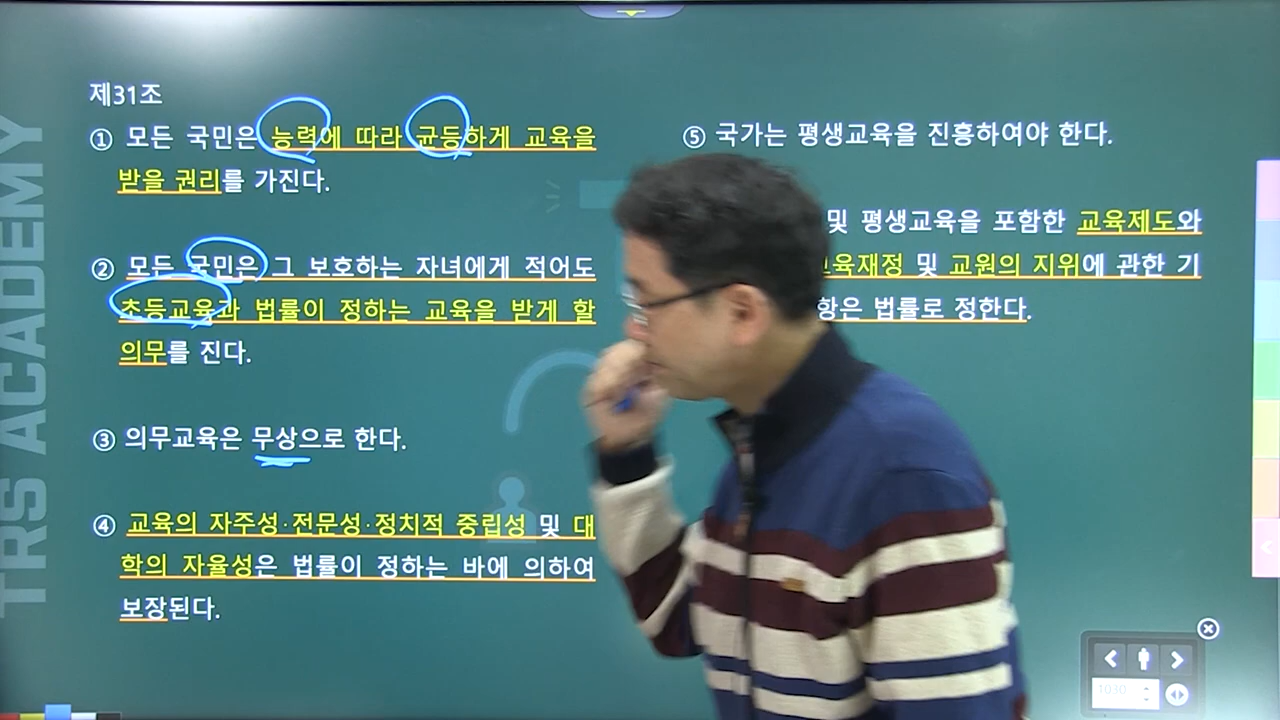 TRS ACADEMY
제31조
① 모든 국민은 능력에 따라 균등하게 교육을
받을 권리를 가진다.
② 모든 국민은 그 보호하는 자녀에게 적어도
초등교육과 법률이 정하는 교육을 받게 할
의무를 진다.
③ 의무교육은 무상으로 한다.
④ 교육의 자주성·전문성·정치적 중립성 및 대
학의 자율성은 법률이 정하는 바에 의하여
보장된다.
⑤ 국가는 평생교육을 진흥하여야 한다.
및 평생교육을 포함한 교육제도와
및 교원의 지위에 관한 기
법률로 정한다.